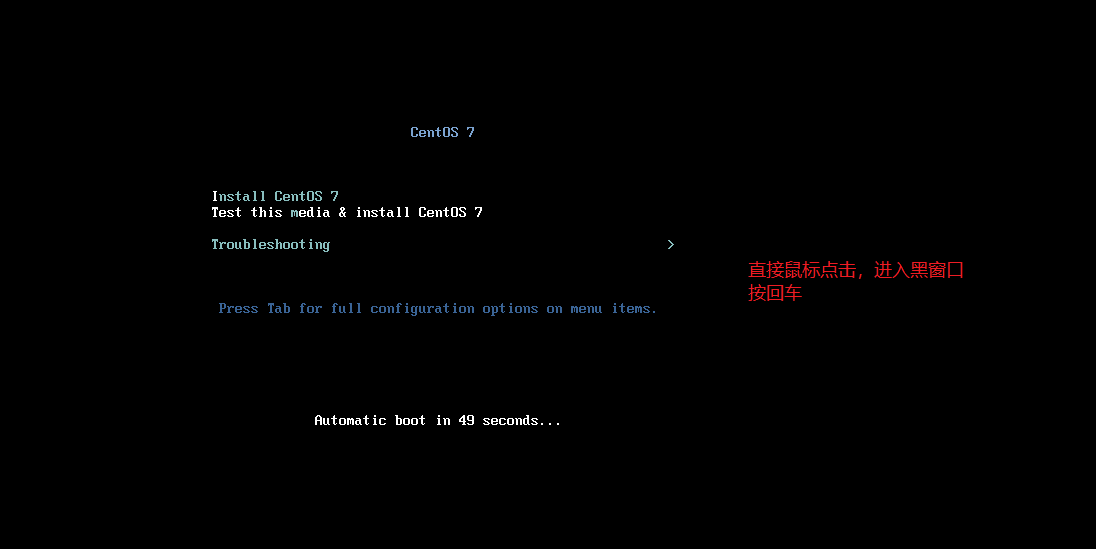 CentOS 7
Install CentOS 7
Test this media & install CentOS 7
Troubleshooting >
直接鼠标点击，进入黑窗口
按回车
Press Tab for full configuration options on menu items.
Automatic boot in 49 seconds...